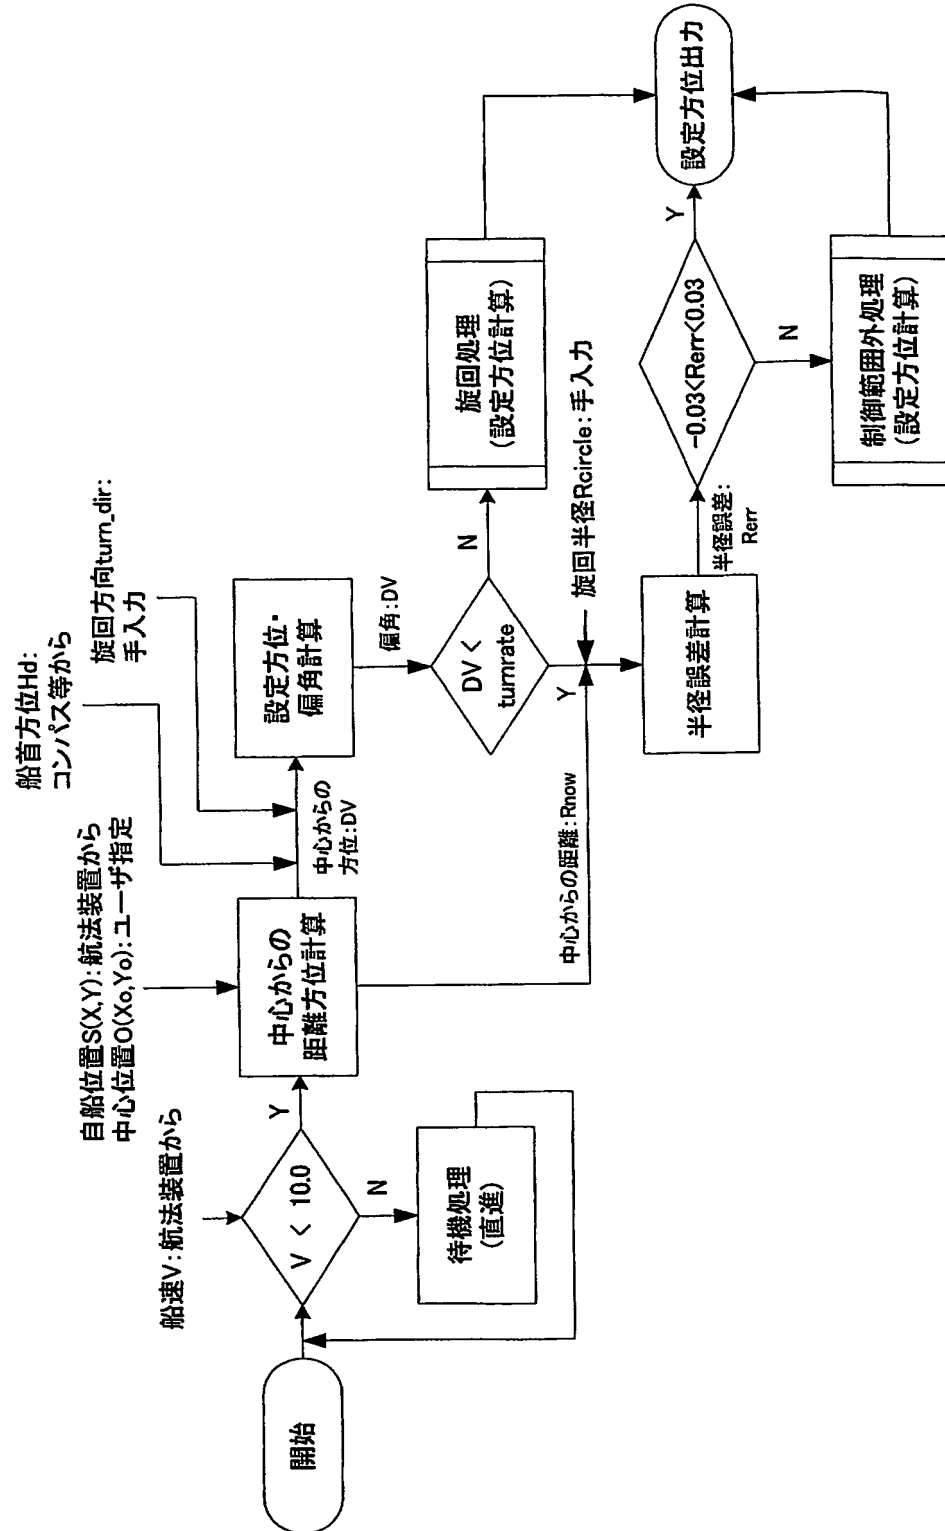 開始
船速V:航法装置から
V < 10.0
Y
N
待機処理
(直進)
自船位置S(X,Y):航法装置から
中心位置O(Xo,Yo):ユーザ指定
中心からの
距離方位計算
船首方位Hd:
コンパス等から
旋回方向turn_dir:
手入力
中心からの
方位:DV
設定方位・
偏角計算
偏角:DV
DV <
turnrate
N
Y
旋回処理
(設定方位計算)
中心からの距離:Rnow
旋回半径Rcircle:手入力
半径誤差計算
半径誤差:
Rerr
-0.03<Rerr<0.03
Y
N
制御範囲外処理
(設定方位計算)
設定方位出力